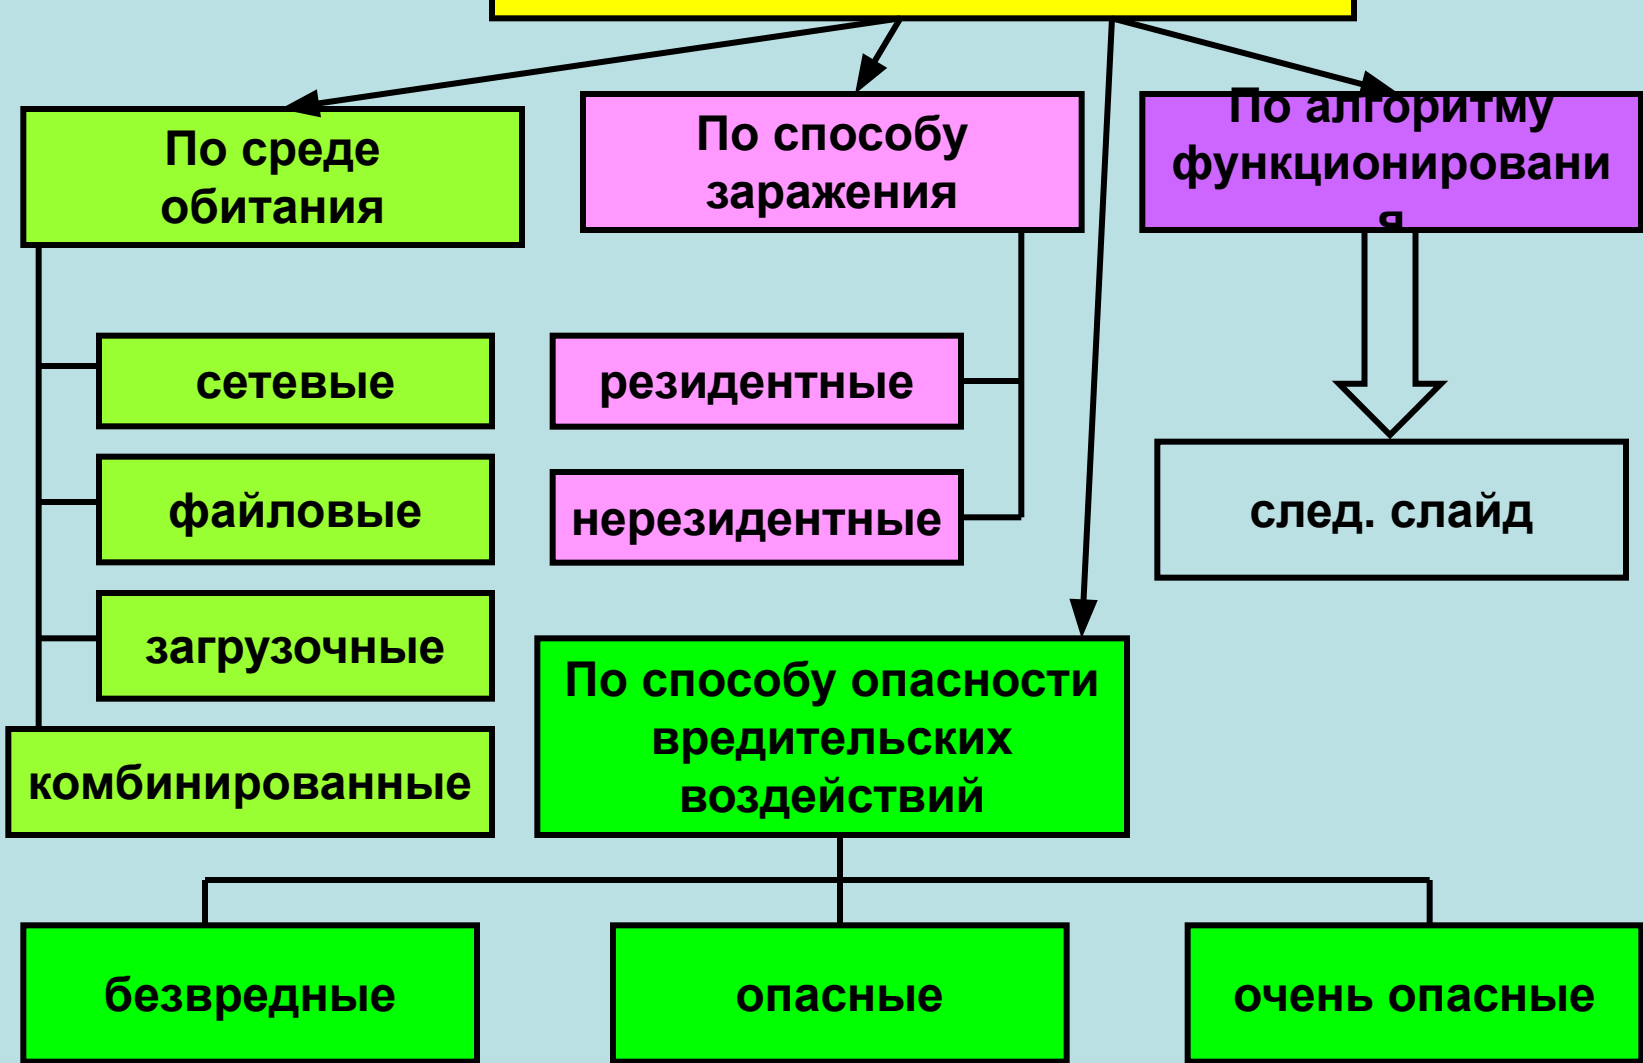 По среде
обитания
По способу
заражения
По алгоритму
функционировани
я
сетевые
файловые
загрузочные
комбинированные
резидентные
нерезидентные
след. слайд
По способу опасности
вредительских
воздействий
безвредные
опасные
очень опасные